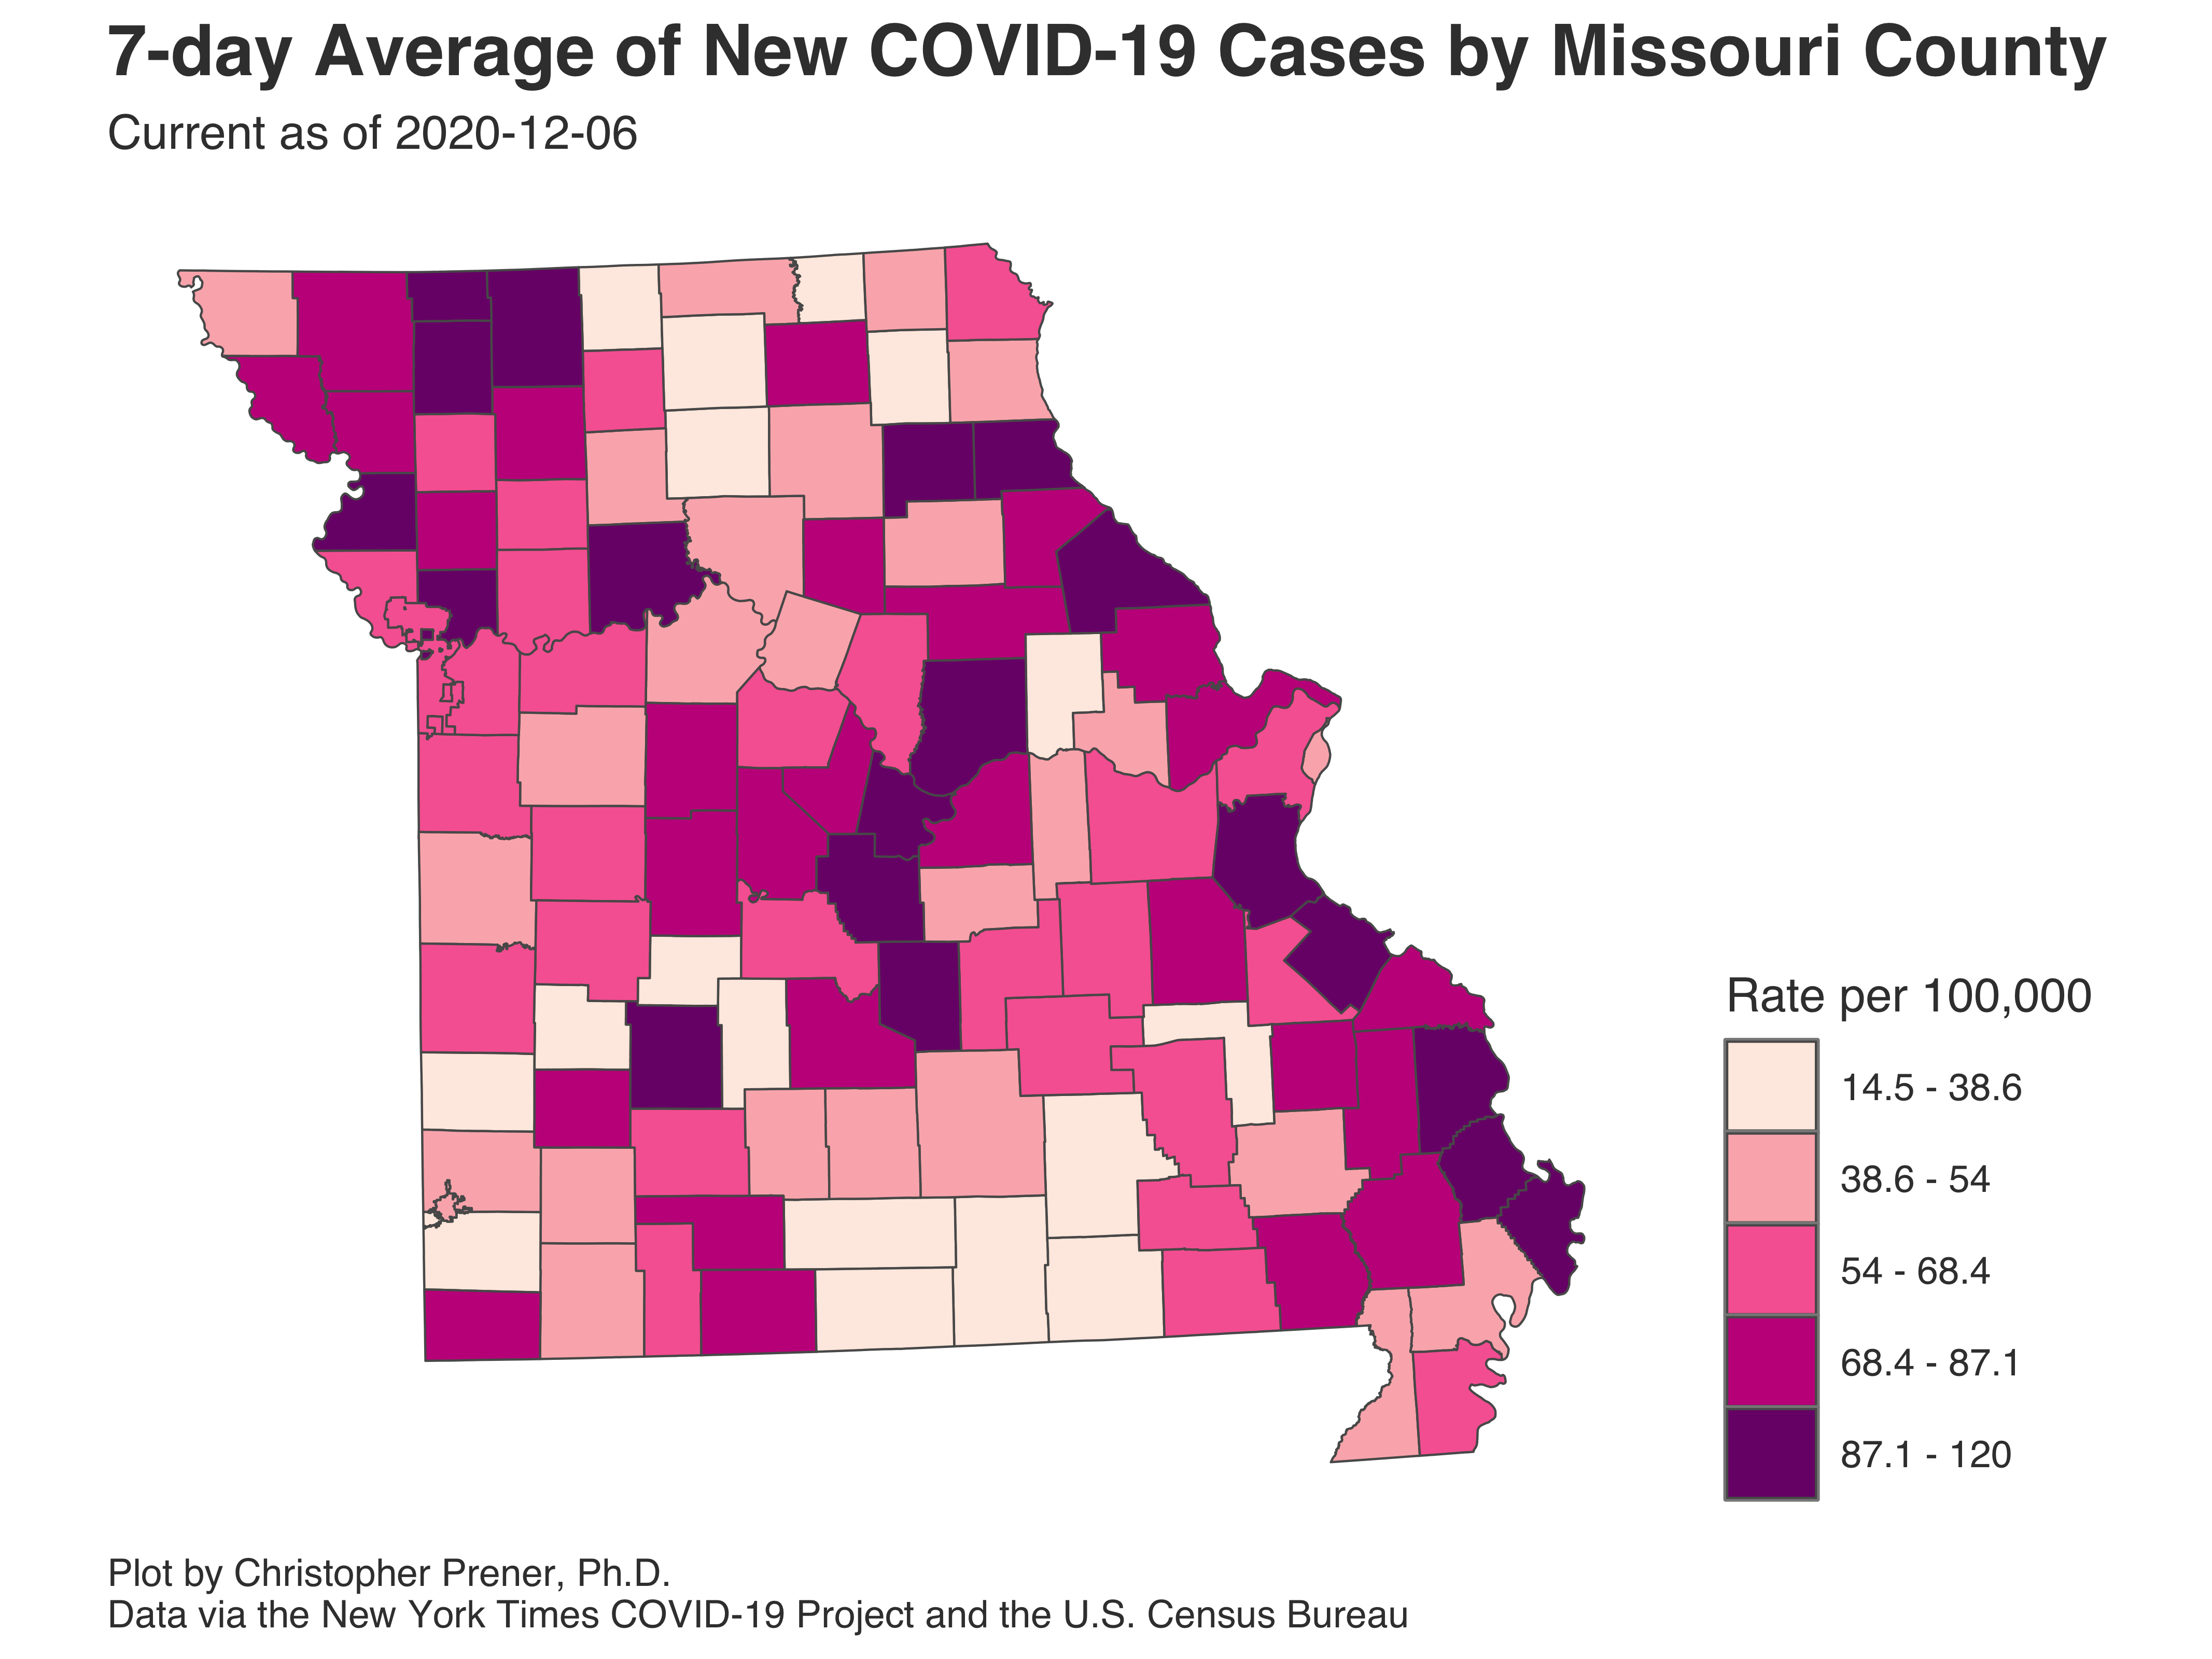 7-day Average of New COVID-19 Cases by Missouri County
Current as of 2020-12-06
Rate per 100,000
14.5 - 38.6
38.6 - 54
54 - 68.4
68.4 - 87.1
87.1 - 120
Plot by Christopher Prener, Ph.D.
Data via the New York Times COVID-19 Project and the U.S. Census Bureau